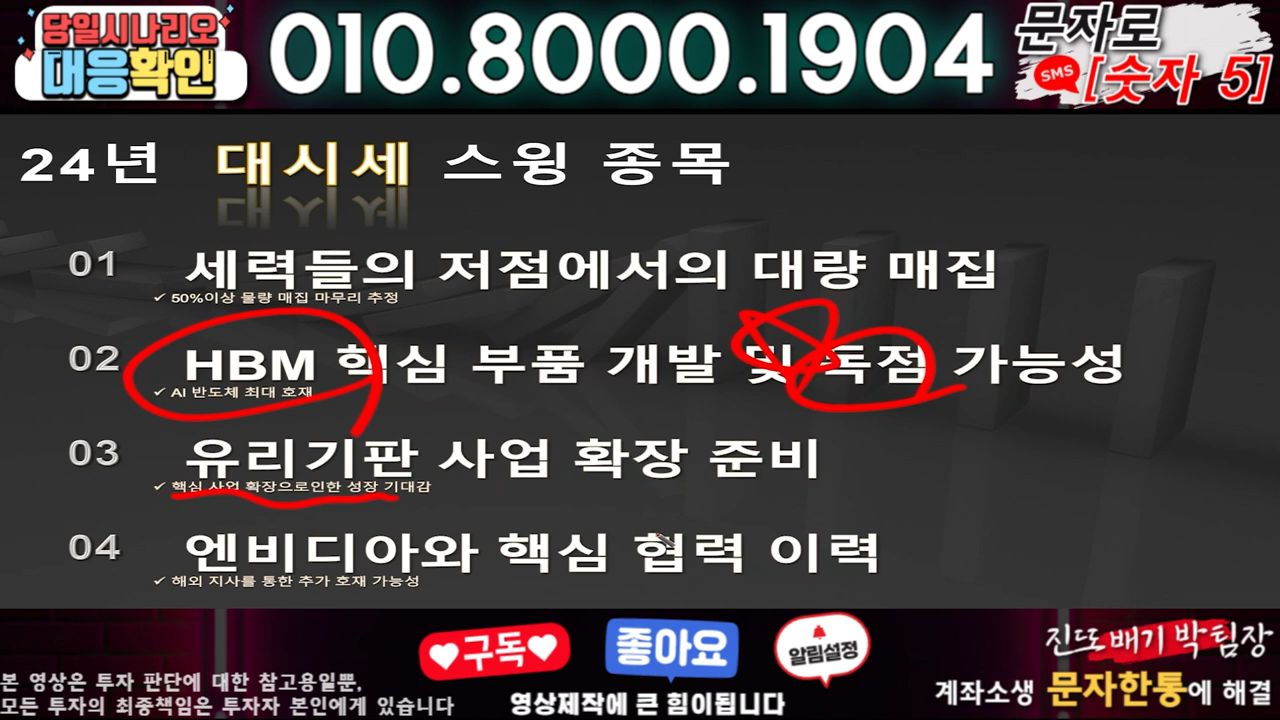 당일시나리오
대응확인
010.8000.1904
문자로
SMS
[숫자 5]
24년 대시세 스윙 종목
01 세력들의 저점에서의 대량 매집
✓ 50%이상 물량 매집 마무리 추정
02 HBM 핵심 부품 개발 및 독점 가능성
✓ AI 반도체 최대 호재
03 유리기판 사업 확장 준비
✓ 핵심 사업 확장으로인한 성장 기대감
04 엔비디아와 핵심 협력 이력
✓ 해외 지사를 통한 추가 호재 가능성
구독
좋아요
알림설정
영상제작에 큰 힘이됩니다
본 영상은 투자 판단에 대한 참고용일뿐,
모든 투자의 최종책임은 투자자 본인에게 있습니다
진또배기 박팀장
계좌소생 문자한통에 해결